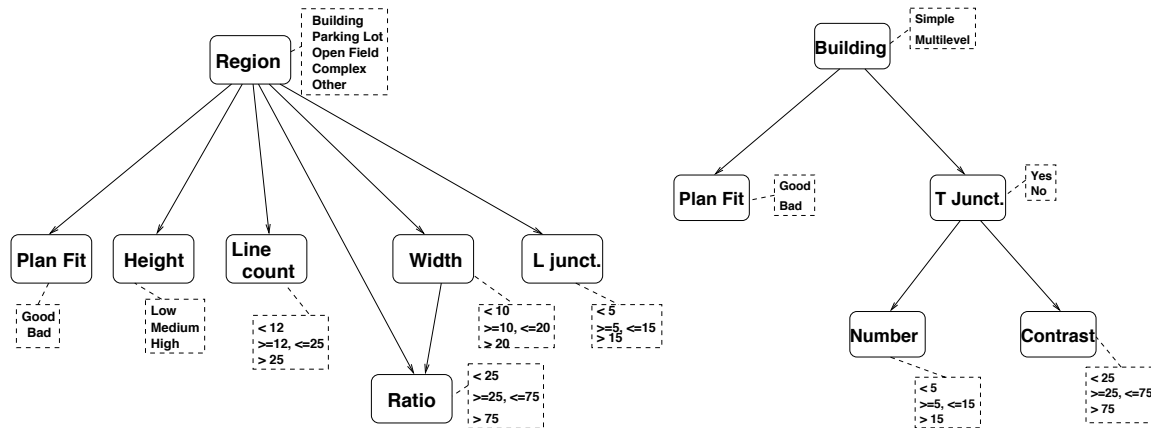 Building
Parking Lot
Open Field
Complex
Other
Region
Plan Fit
Height
Line
count
Width
L junct.
Good
Bad
Low
Medium
High
< 12
>=12, <=25
> 25
< 10
>=10, <=20
> 20
< 5
>=5, <=15
> 15
Ratio
< 25
>=25, <=75
> 75
Simple
Multilevel
Building
Plan Fit
Good
Bad
T Junct.
Yes
No
Number
Contrast
< 5
>=5, <=15
> 15
< 25
>=25, <=75
> 75